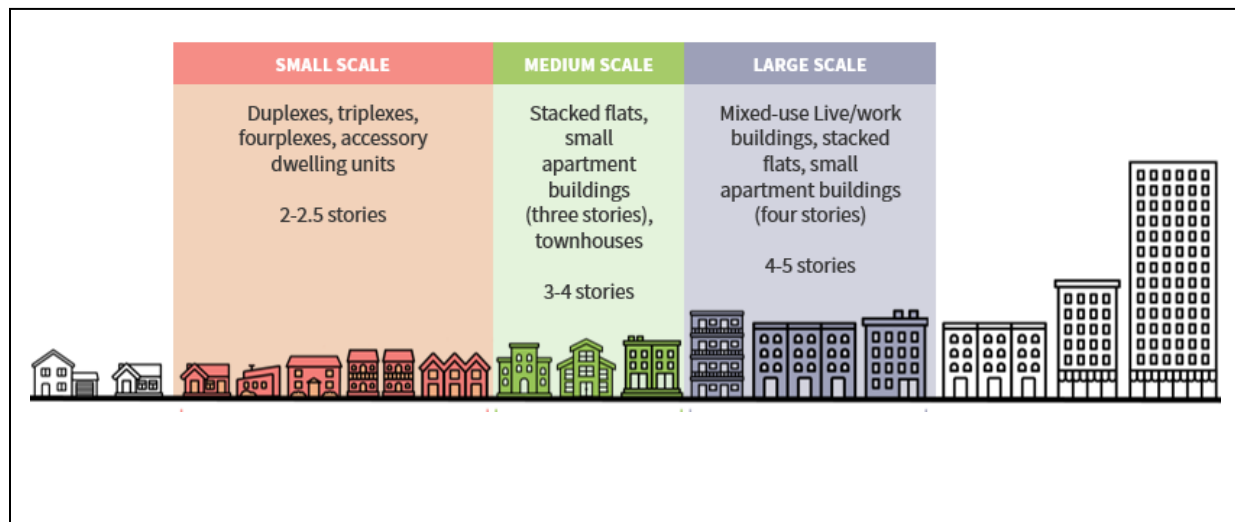 SMALL SCALE
Duplexes, triplexes,
fourplexes, accessory
dwelling units
2-2.5 stories
MEDIUM SCALE
Stacked flats,
small
apartment
buildings
(three stories),
townhouses
3-4 stories
LARGE SCALE
Mixed-use Live/work
buildings, stacked
flats, small
apartment buildings
(four stories)
4-5 stories